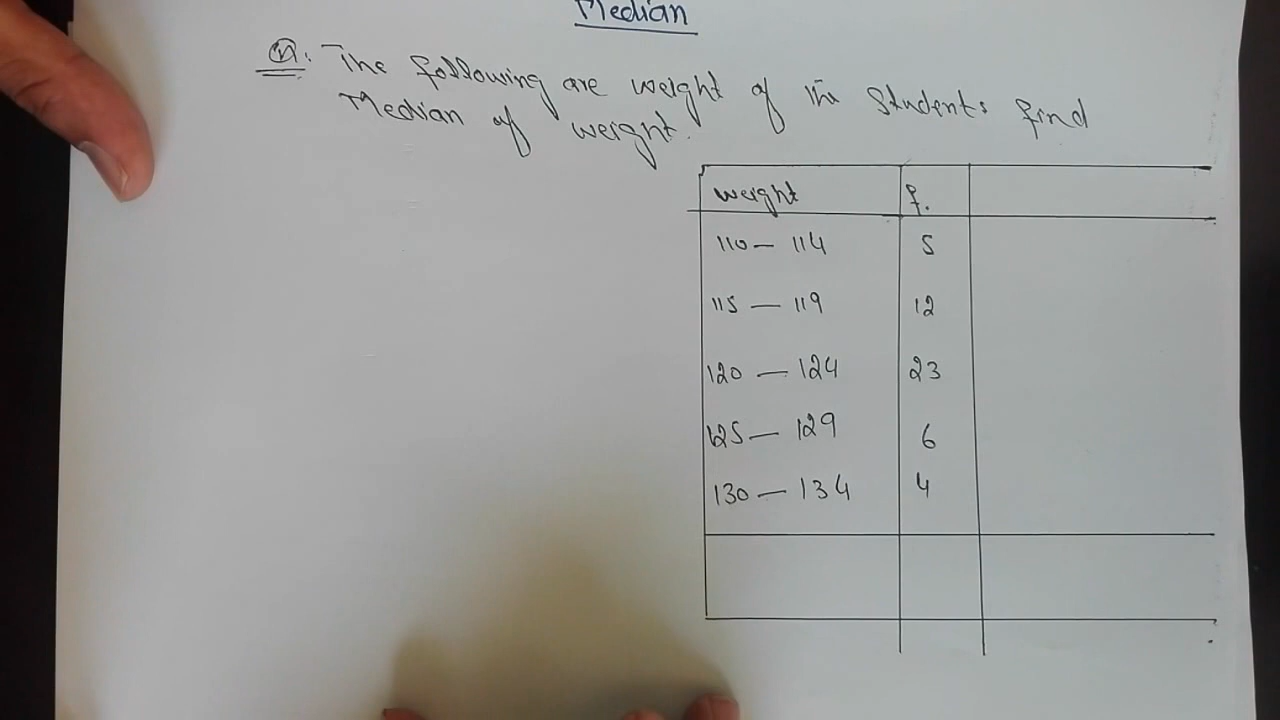 Median
Qn. The following are weight of the Students find
Median of weight.
weight f.
110 — 114 5
115 — 119 12
120 — 124 23
125 — 129 6
130 — 134 4